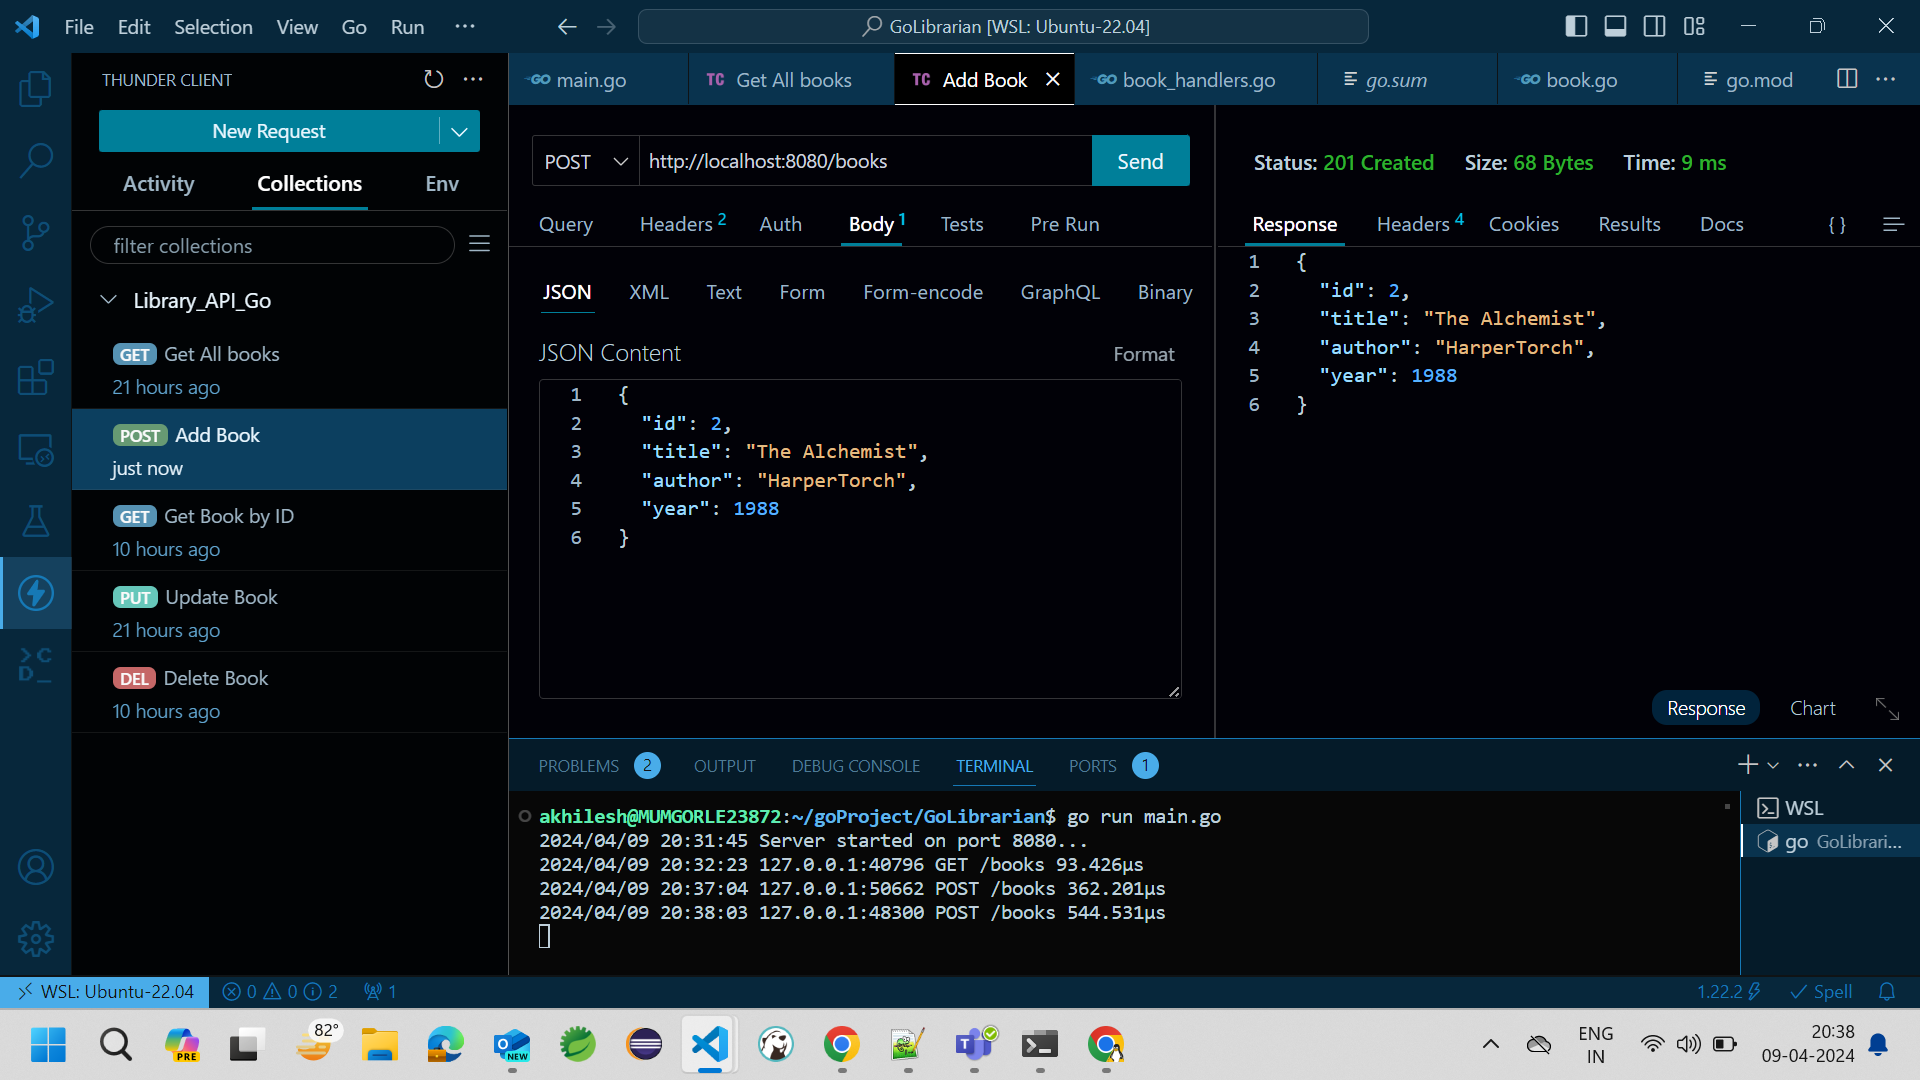 File Edit Selection View Go Run ···
GoLibrarian [WSL: Ubuntu-22.04]
THUNDER CLIENT
New Request
Activity Collections Env
filter collections
Library_API_Go
GET Get All books
21 hours ago
POST Add Book
just now
GET Get Book by ID
10 hours ago
PUT Update Book
21 hours ago
DEL Delete Book
10 hours ago
GO main.go TC Get All books TC Add Book GO book_handlers.go go.sum GO book.go go.mod
POST http://localhost:8080/books Send
Query Headers 2 Auth Body 1 Tests Pre Run
JSON XML Text Form Form-encode GraphQL Binary
JSON Content Format
1 {
2 "id": 2,
3 "title": "The Alchemist",
4 "author": "HarperTorch",
5 "year": 1988
6 }
Status: 201 Created Size: 68 Bytes Time: 9 ms
Response Headers 4 Cookies Results Docs { }
1 {
2 "id": 2,
3 "title": "The Alchemist",
4 "author": "HarperTorch",
5 "year": 1988
6 }
Response Chart
PROBLEMS 2 OUTPUT DEBUG CONSOLE TERMINAL PORTS 1
akhilesh@MUMGORLE23872:~/goProject/GoLibrarian$ go run main.go
2024/04/09 20:31:45 Server started on port 8080...
2024/04/09 20:32:23 127.0.0.1:40796 GET /books 93.426µs
2024/04/09 20:37:04 127.0.0.1:50662 POST /books 362.201µs
2024/04/09 20:38:03 127.0.0.1:48300 POST /books 544.531µs
WSL
go GoLibrari...
WSL: Ubuntu-22.04 0 0 2 1
1.22.2 Spell
PRE 82° NEW
ENG
IN
20:38
09-04-2024